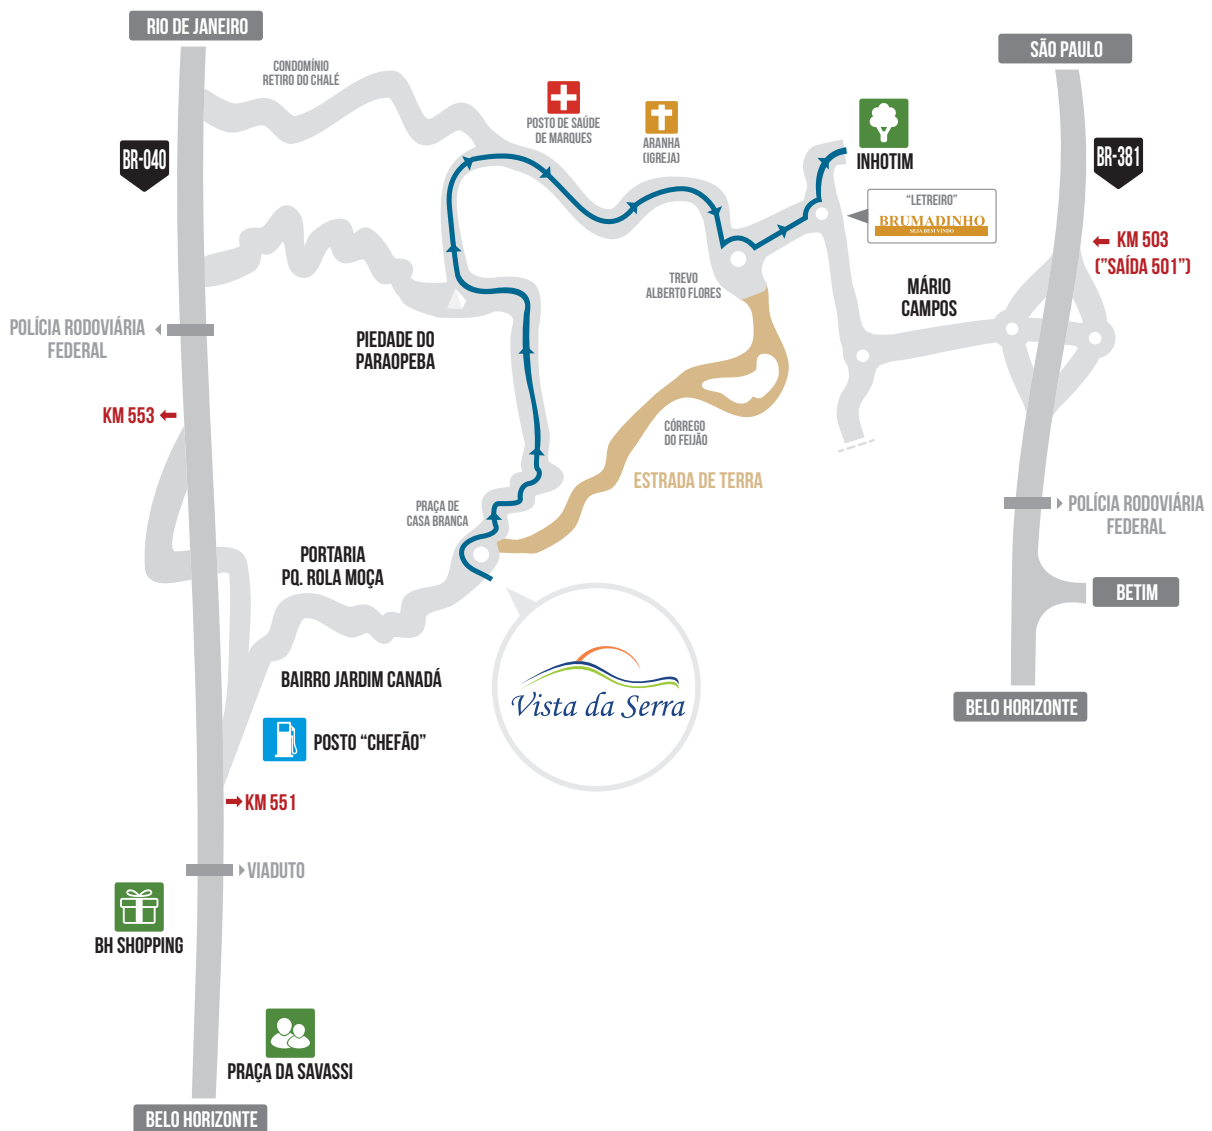 RIO DE JANEIRO
SÃO PAULO
CONDOMÍNIO
RETIRO DO CHALÉ
POSTO DE SAÚDE
DE MARQUES
ARANHA
(IGREJA)
INHOTIM
BR-040
BR-381
"LETREIRO"
BRUMADINHO
SEJA BEM VINDO
KM 503
("SAÍDA 501")
TREVO
ALBERTO FLORES
MÁRIO
CAMPOS
POLÍCIA RODOVIÁRIA
FEDERAL
PIEDADE DO
PARAOPEBA
KM 553
CÓRREGO
DO FEIJÃO
ESTRADA DE TERRA
PRAÇA DE
CASA BRANCA
POLÍCIA RODOVIÁRIA
FEDERAL
PORTARIA
PQ. ROLA MOÇA
BETIM
BAIRRO JARDIM CANADÁ
Vista da Serra
BELO HORIZONTE
POSTO “CHEFÃO”
KM 551
VIADUTO
BH SHOPPING
PRAÇA DA SAVASSI
BELO HORIZONTE